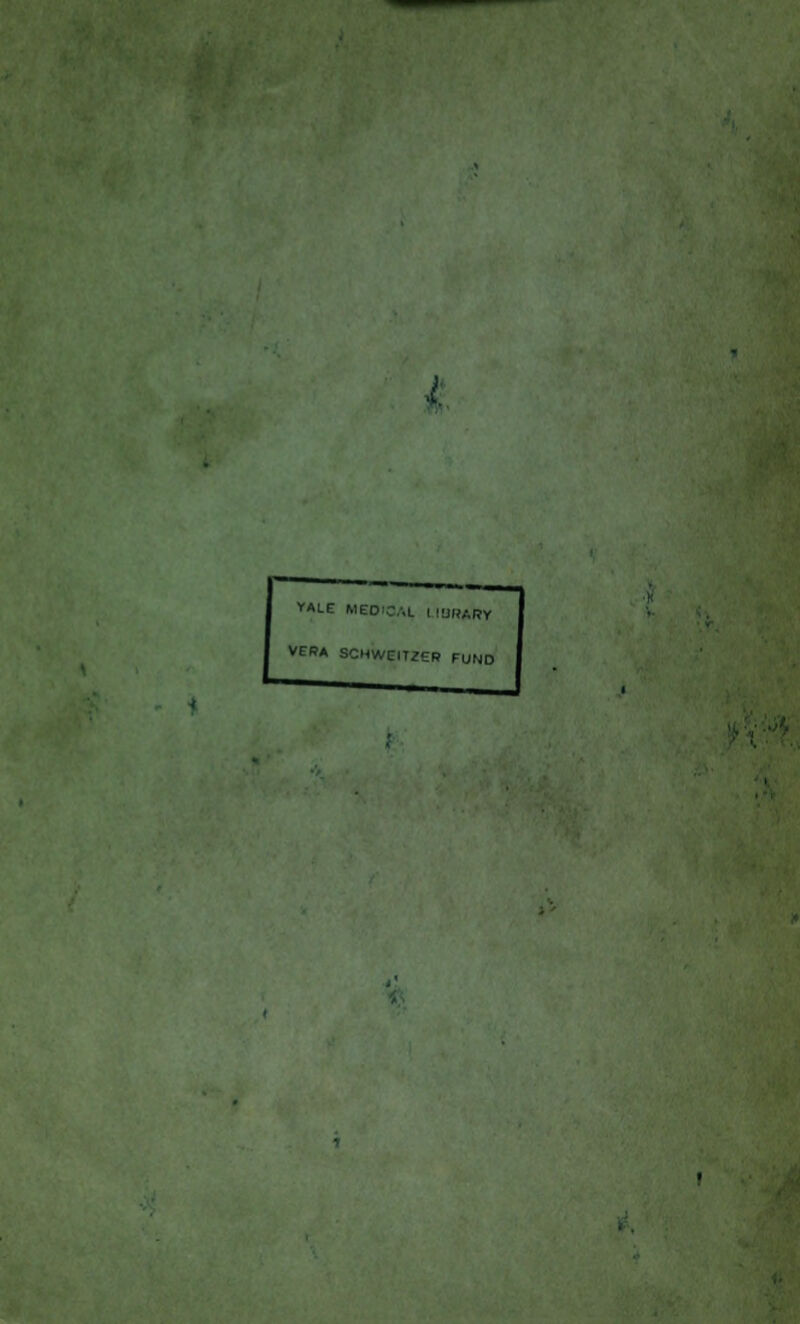 YALE MEDICAL LIBRARY
VERA SCHWEITZER FUND